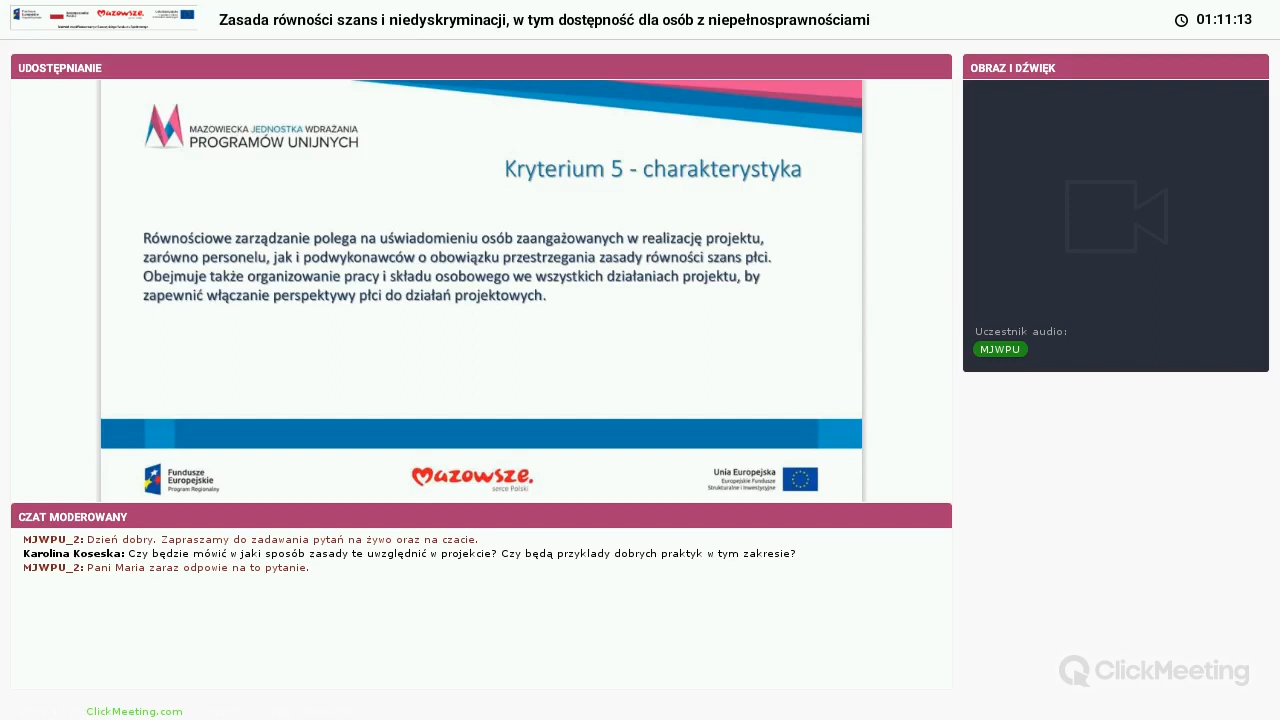 Zasada równości szans i niedyskryminacji, w tym dostępność dla osób z niepełnosprawnościami
01:11:13
UDOSTĘPNIANIE
OBRAZ I DŹWIĘK
MAZOWIECKA JEDNOSTKA WDRAŻANIA
PROGRAMÓW UNIJNYCH
Kryterium 5 - charakterystyka
Równościowe zarządzanie polega na uświadomieniu osób zaangażowanych w realizację projektu,
zarówno personelu, jak i podwykonawców o obowiązku przestrzegania zasady równości szans płci.
Obejmuje także organizowanie pracy i składu osobowego we wszystkich działaniach projektu, by
zapewnić włączanie perspektywy płci do działań projektowych.
Uczestnik audio:
MJWPU
Fundusze
Europejskie
Program Regionalny
Mazowsze.
serce Polski
Unia Europejska
Europejskie Fundusze
Strukturalne i Inwestycyjne
CZAT MODEROWANY
MJWPU_2: Dzień dobry. Zapraszamy do zadawania pytań na żywo oraz na czacie.
Karolina Koseska: Czy będzie mówić w jaki sposób zasady te uwzględnić w projekcie? Czy będą przyklady dobrych praktyk w tym zakresie?
MJWPU_2: Pani Maria zaraz odpowie na to pytanie.
ClickMeeting
ClickMeeting.com